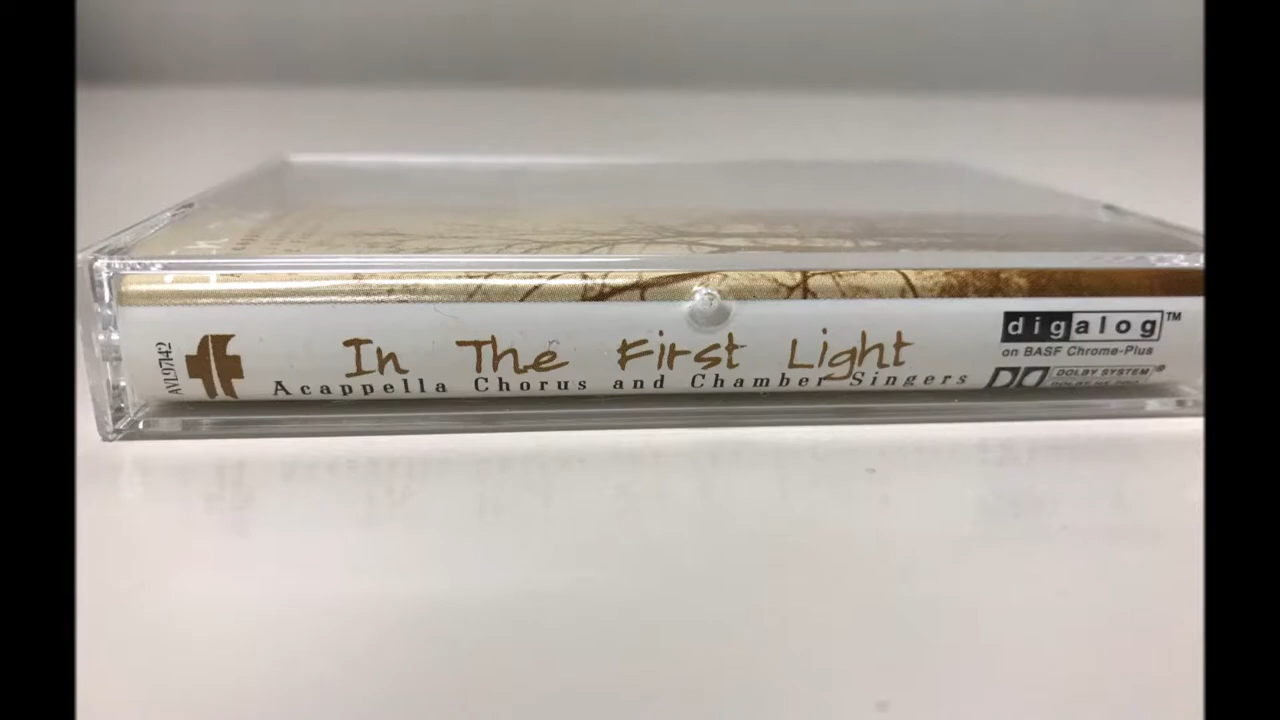 AVL97142
In The First Light
Acappella Chorus and Chamber Singers
digalog™
on BASF Chrome-Plus
DOLBY SYSTEM®